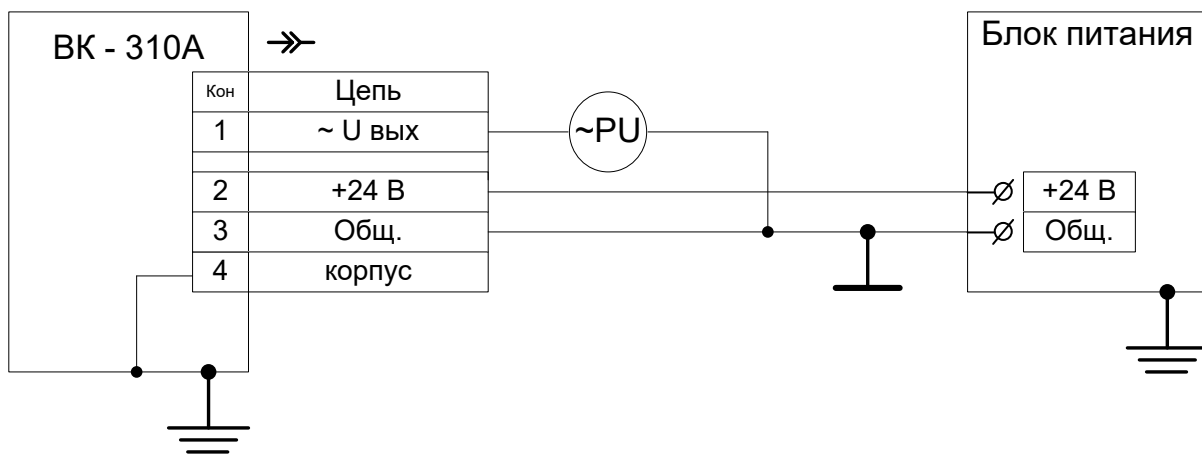 ВК - 310А
Блок питания
Кон Цепь
1 ~ U вых
~PU
2 +24 В
3 Общ.
4 корпус
+24 В
Общ.